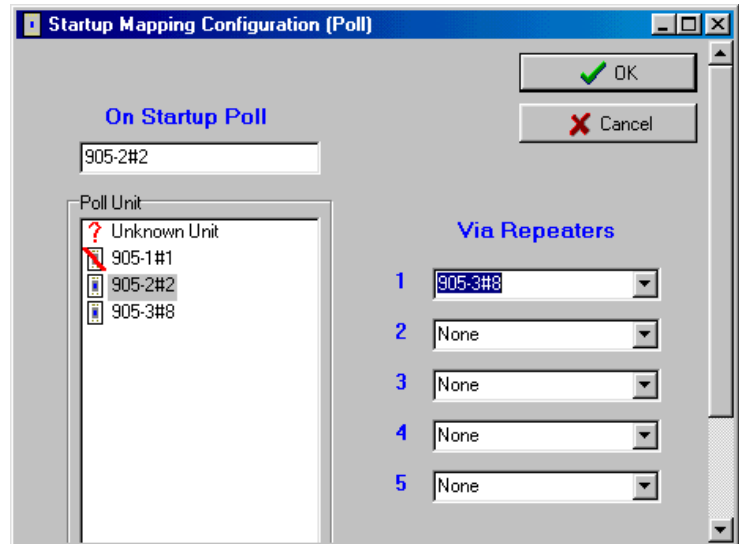 Startup Mapping Configuration (Poll)
OK
Cancel
On Startup Poll
905-2#2
Poll Unit
? Unknown Unit
905-1#1
905-2#2
905-3#8
Via Repeaters
1 905-3#8
2 None
3 None
4 None
5 None